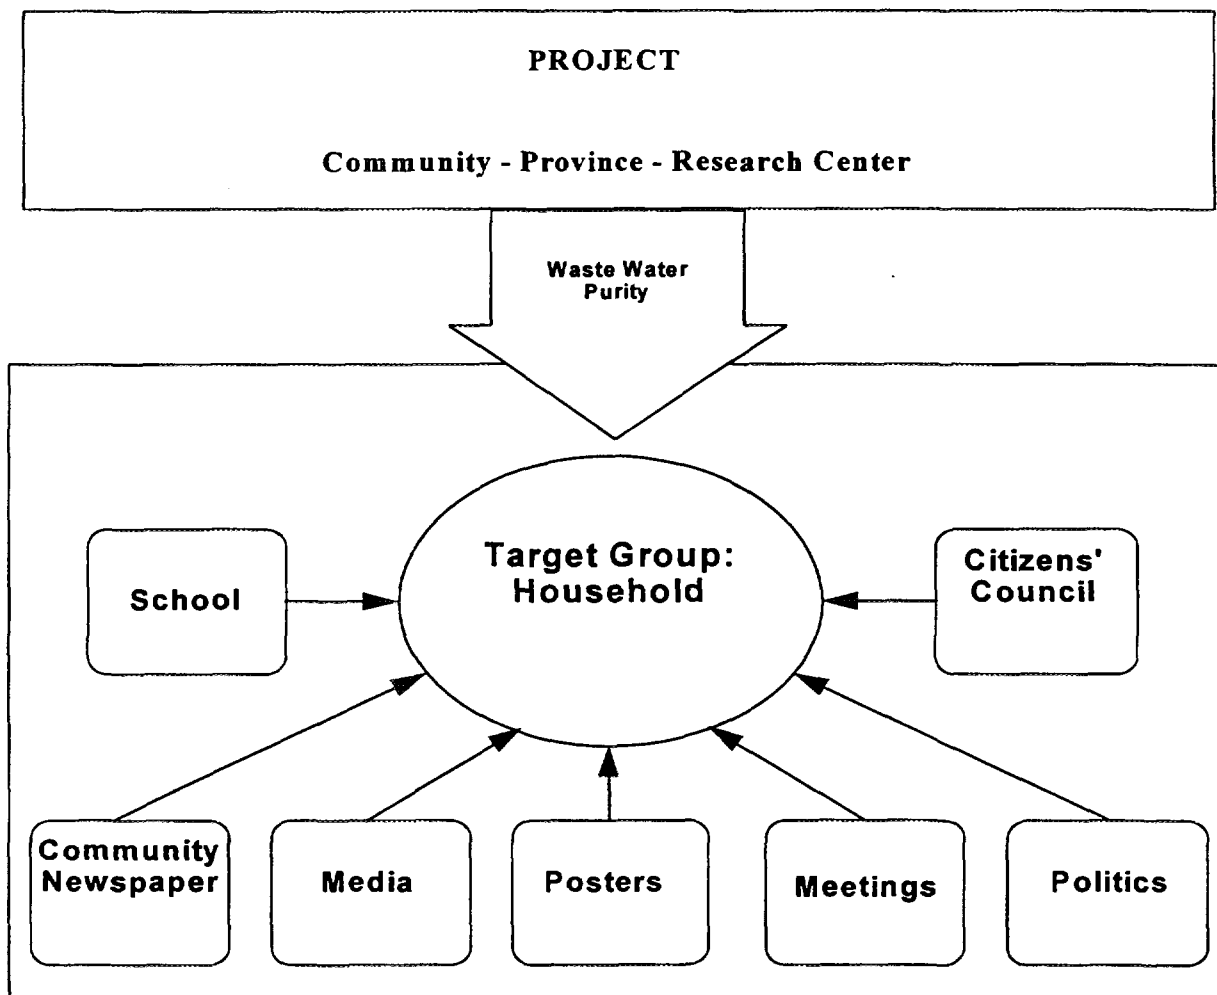 PROJECT
Community - Province - Research Center
Waste Water
Purity
Target Group:
Household
School
Citizens'
Council
Community
Newspaper
Media
Posters
Meetings
Politics